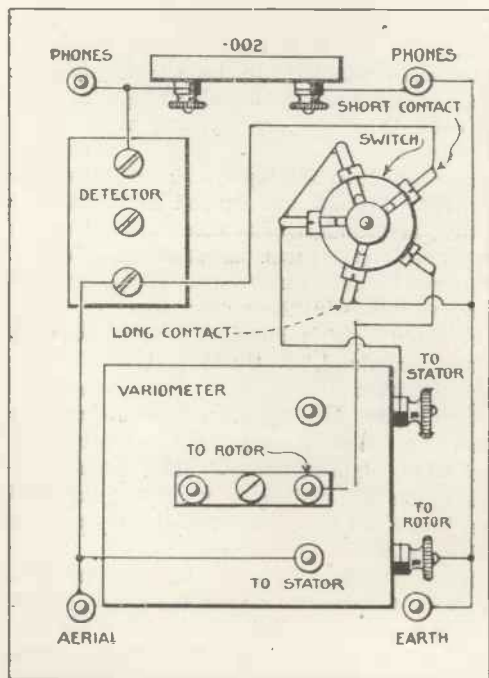 ·002
PHONES
PHONES
SHORT CONTACT
SWITCH
DETECTOR
LONG CONTACT
TO
STATOR
VARIOMETER
TO ROTOR
TO
ROTOR
TO STATOR
AERIAL
EARTH